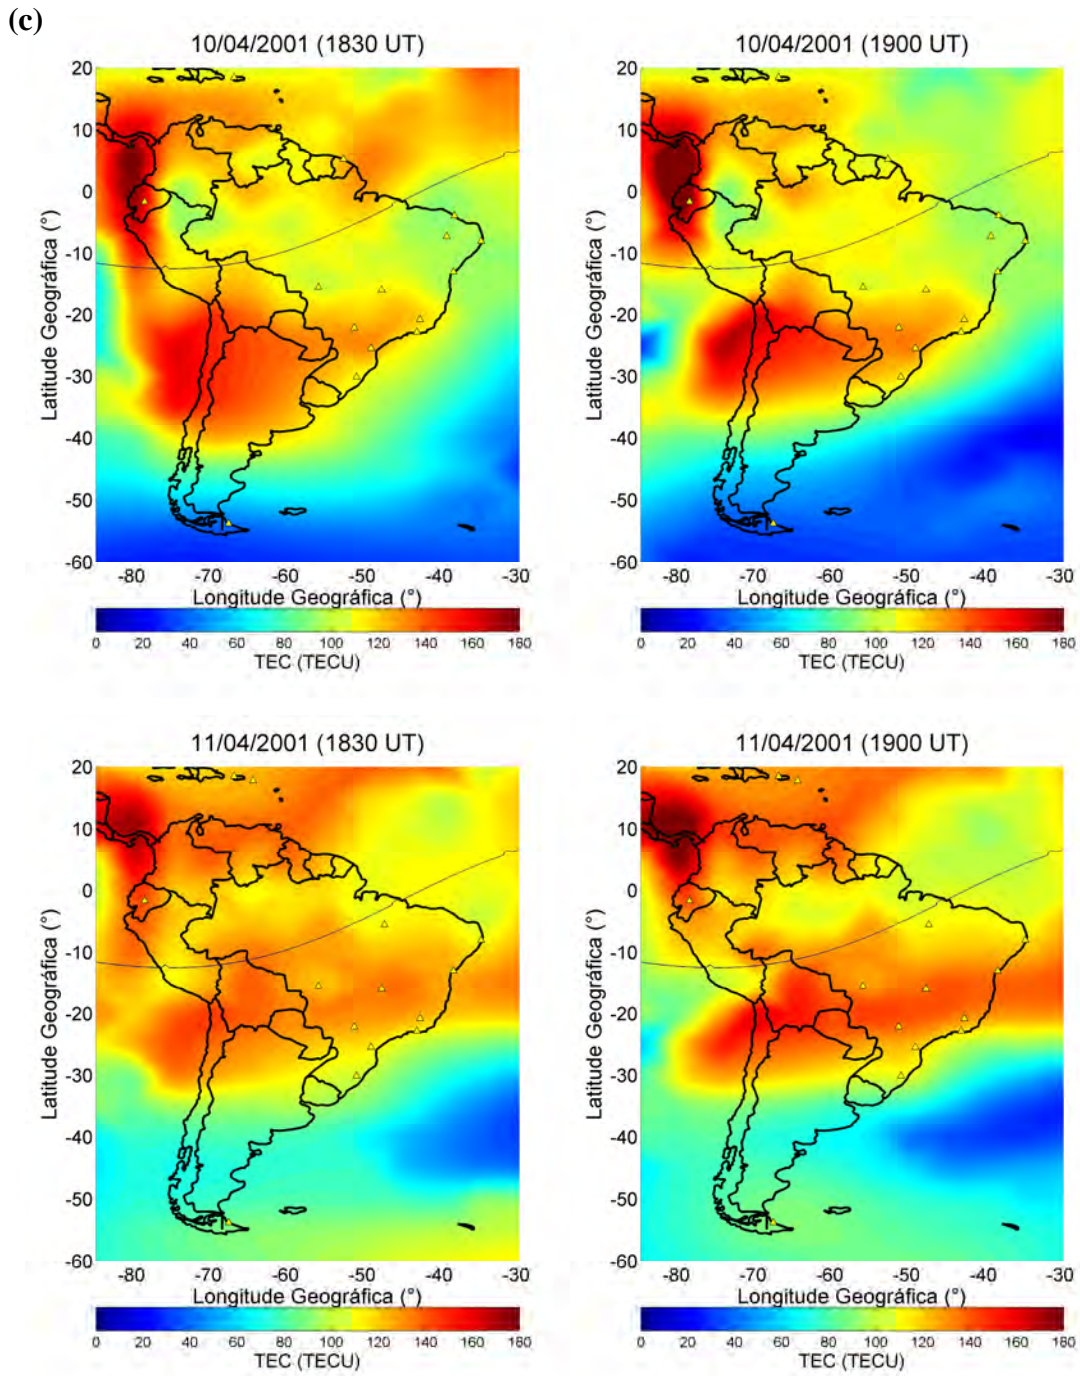 (c)
10/04/2001 (1830 UT)
10/04/2001 (1900 UT)
20
10
0
-10
-20
-30
-40
-50
-60
Latitude Geográfica (°)
-80 -70 -60 -50 -40 -30
Longitude Geográfica (°)
0 20 40 60 80 100 120 140 160 180
TEC (TECU)
20
10
0
-10
-20
-30
-40
-50
-60
Latitude Geográfica (°)
-80 -70 -60 -50 -40 -30
Longitude Geográfica (°)
0 20 40 60 80 100 120 140 160 180
TEC (TECU)
11/04/2001 (1830 UT)
11/04/2001 (1900 UT)
20
10
0
-10
-20
-30
-40
-50
-60
Latitude Geográfica (°)
-80 -70 -60 -50 -40 -30
Longitude Geográfica (°)
0 20 40 60 80 100 120 140 160 180
TEC (TECU)
20
10
0
-10
-20
-30
-40
-50
-60
Latitude Geográfica (°)
-80 -70 -60 -50 -40 -30
Longitude Geográfica (°)
0 20 40 60 80 100 120 140 160 180
TEC (TECU)